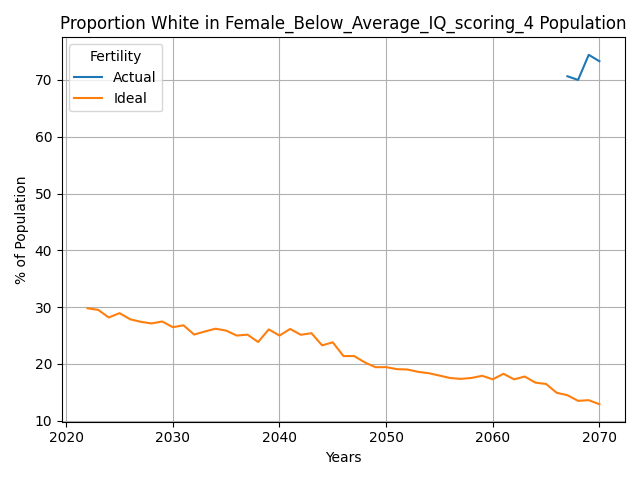 Proportion White in Female_Below_Average_IQ_scoring_4 Population
Fertility
Actual
Ideal
% of Population
70
60
50
40
30
20
10
2020 2030 2040 2050 2060 2070
Years